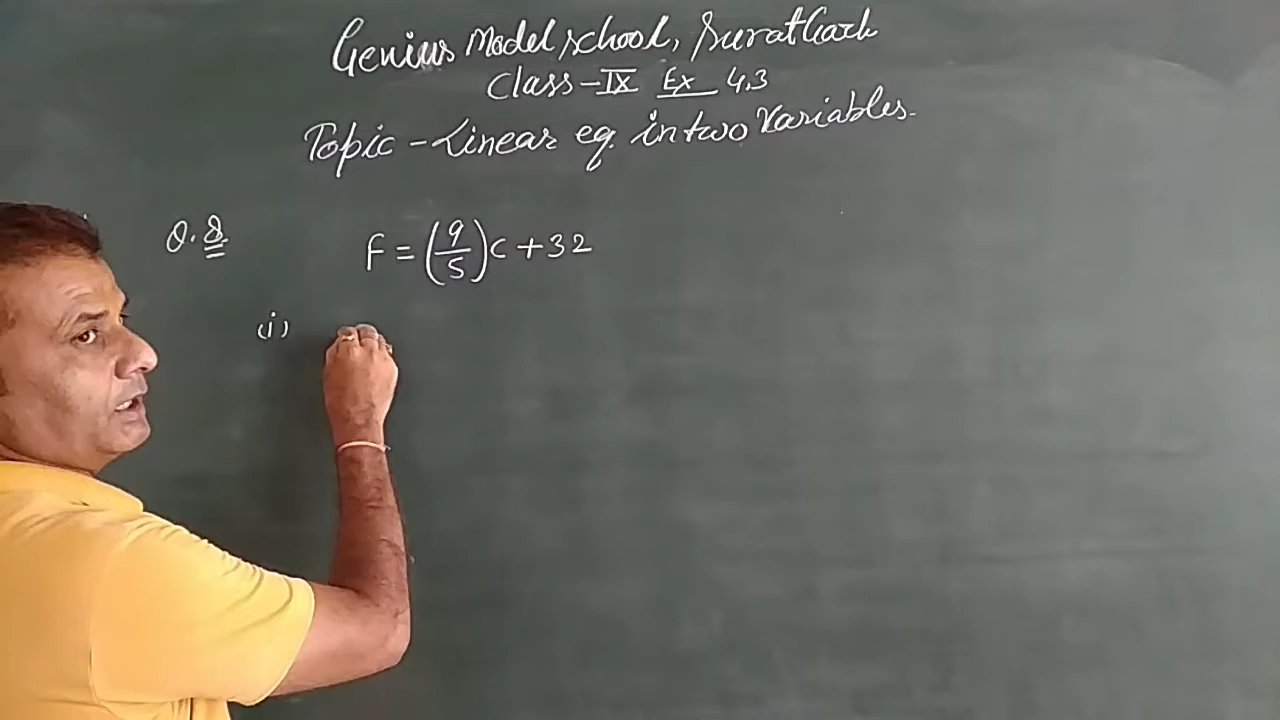 Genius Model School, SuratGarh
Class-IX Ex 4.3
Topic - Linear eq. in two Variables.
Q.8. F = (9/5)C + 32
(i)